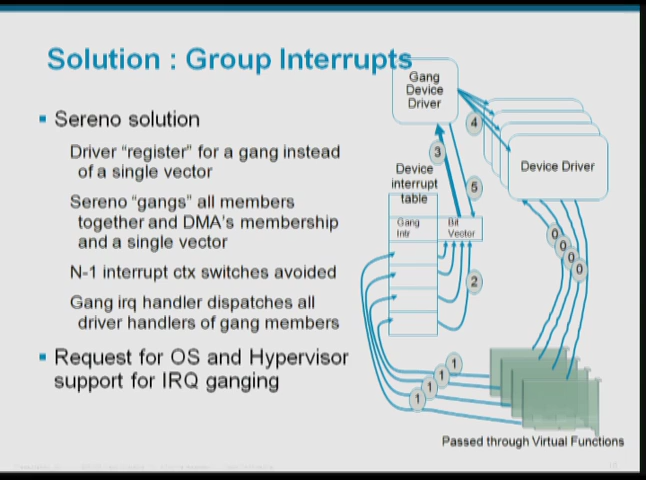 Solution : Group Interrupts
Sereno solution
Driver “register” for a gang instead
of a single vector
Sereno “gangs” all members
together and DMA's membership
and a single vector
N-1 interrupt ctx switches avoided
Gang irq handler dispatches all
driver handlers of gang members
Request for OS and Hypervisor
support for IRQ ganging
Gang
Device
Driver
4
3
Device Driver
Device
interrupt
table
5
Gang
Intr
Bit
Vector
0
0
0
0
2
1
1
1
1
Passed through Virtual Functions